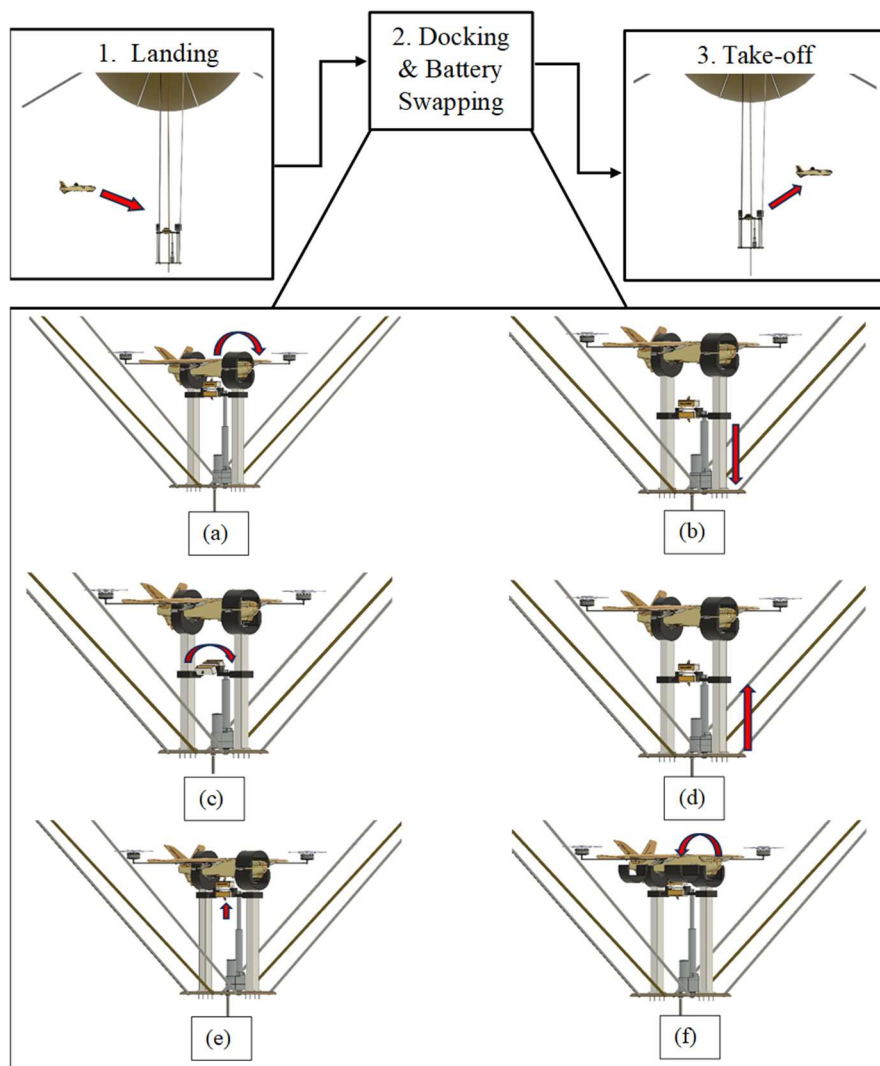 1. Landing
2. Docking
& Battery
Swapping
3. Take-off
(a)
(b)
(c)
(d)
(e)
(f)